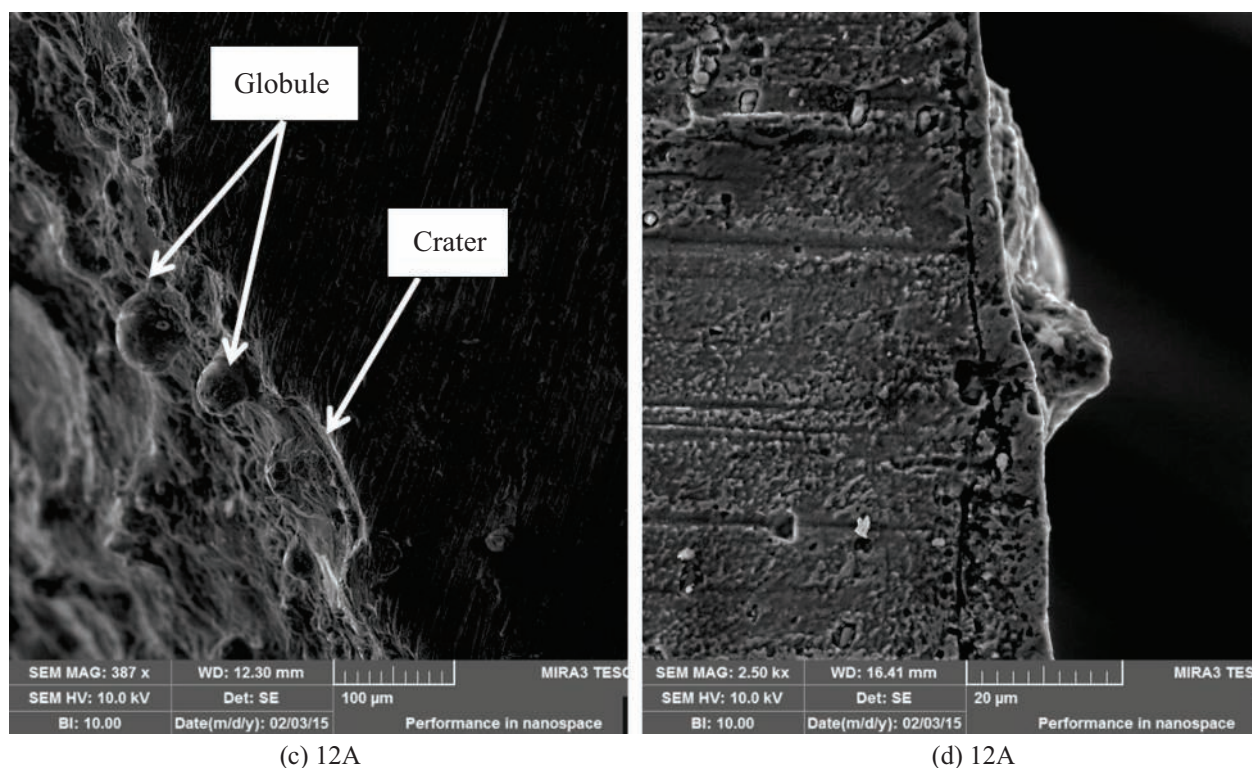 Globule
Crater
SEM MAG: 387 x
WD: 12.30 mm
MIRA3 TESC
SEM HV: 10.0 kV
Det: SE
100 µm
BI: 10.00
Date(m/d/y): 02/03/15
Performance in nanospace
(c) 12A
SEM MAG: 2.50 kx
WD: 16.41 mm
MIRA3 TES
SEM HV: 10.0 kV
Det: SE
20 µm
BI: 10.00
Date(m/d/y): 02/03/15
Performance in nanospace
(d) 12A